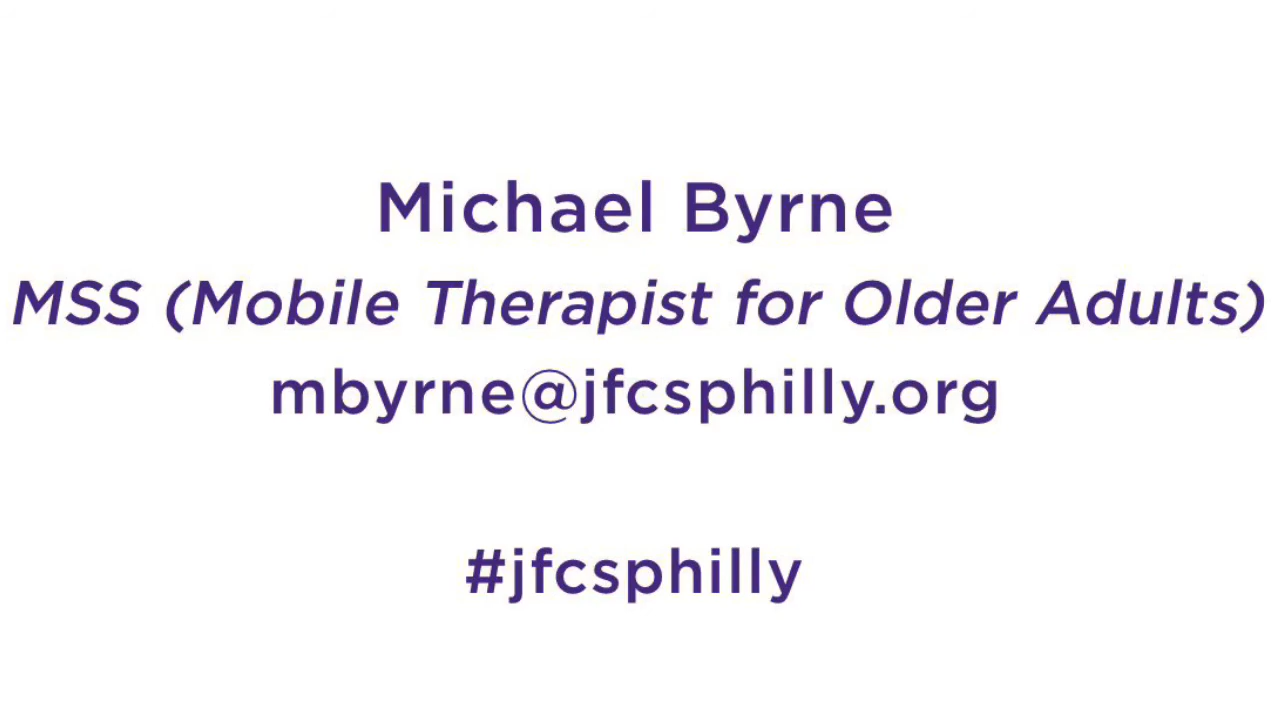 Michael Byrne
MSS (Mobile Therapist for Older Adults)
mbyrne@jfcsphilly.org
#jfcsphilly